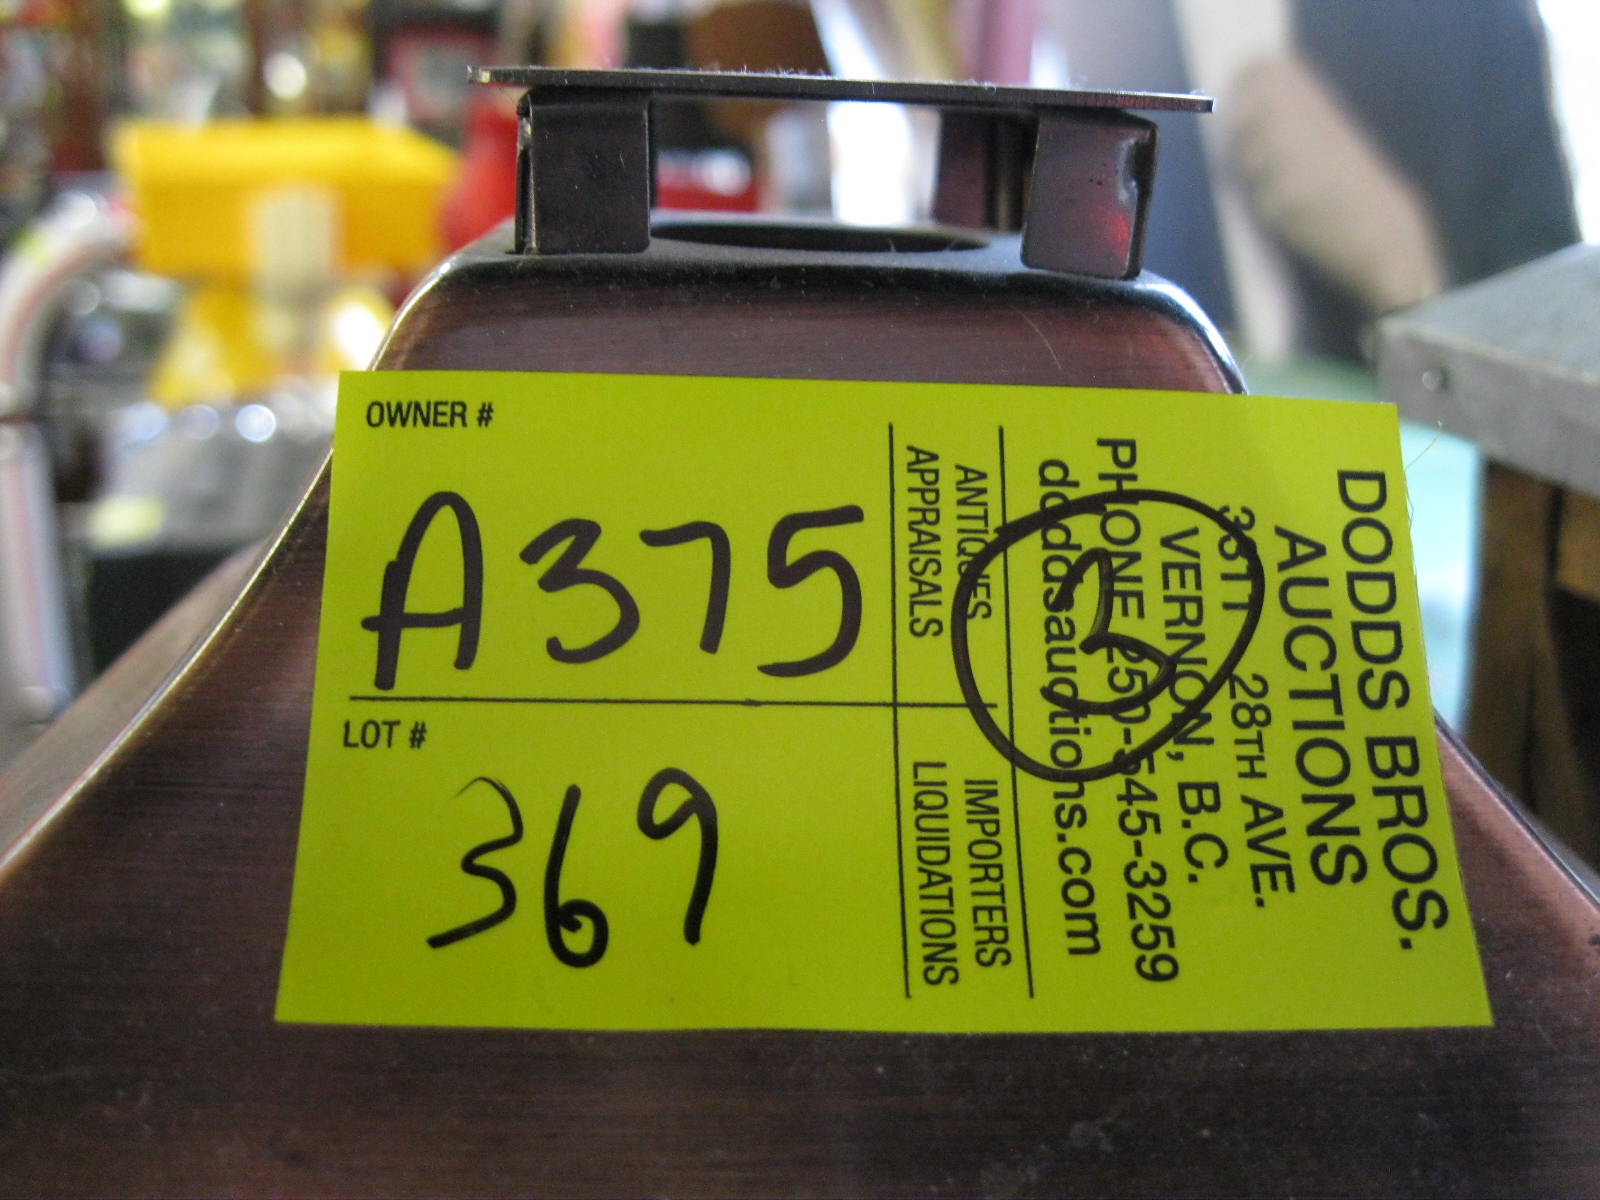 OWNER #
A375
LOT #
369
ANTIQUES
APPRAISALS
IMPORTERS
LIQUIDATIONS
DODDS BROS.
AUCTIONS
3311 28TH AVE.
VERNON, B.C.
PHONE 250-545-3259
doddsauctions.com
3